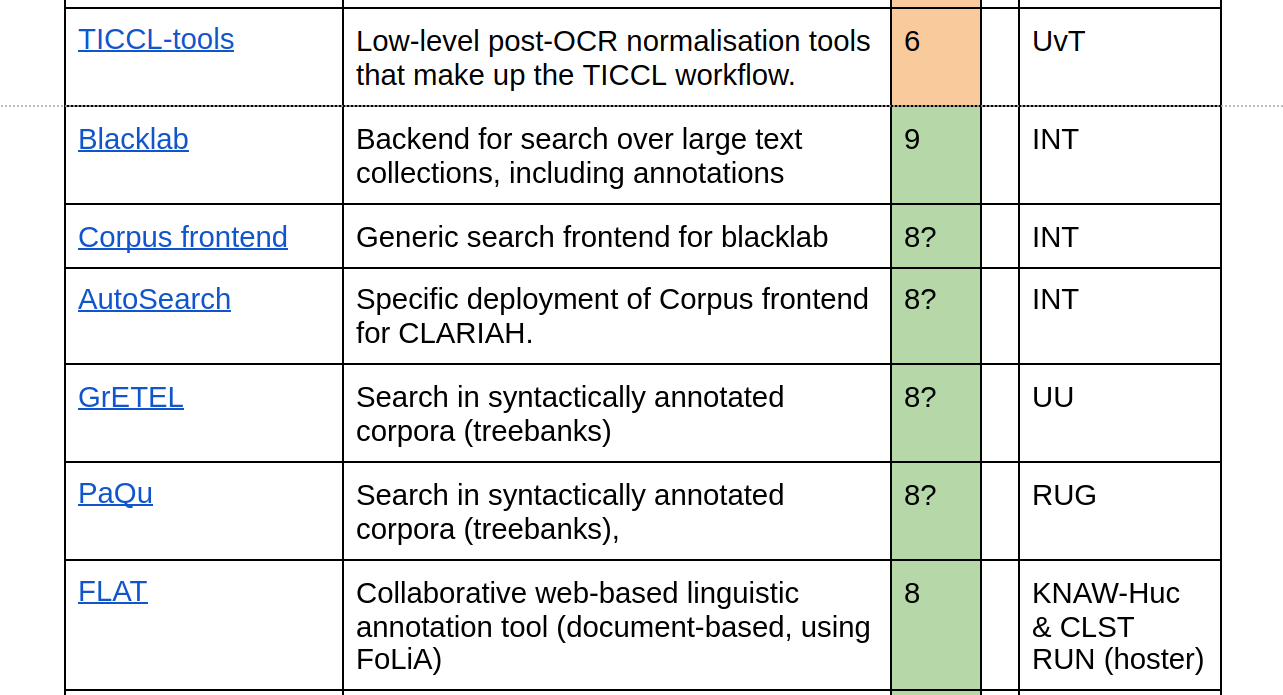 TICCL-tools
Low-level post-OCR normalisation tools
that make up the TICCL workflow.
6
UvT
Blacklab
Backend for search over large text
collections, including annotations
9
INT
Corpus frontend
Generic search frontend for blacklab
8?
INT
AutoSearch
Specific deployment of Corpus frontend
for CLARIAH.
8?
INT
GrETEL
Search in syntactically annotated
corpora (treebanks)
8?
UU
PaQu
Search in syntactically annotated
corpora (treebanks),
8?
RUG
FLAT
Collaborative web-based linguistic
annotation tool (document-based, using
FoLiA)
8
KNAW-Huc
& CLST
RUN (hoster)